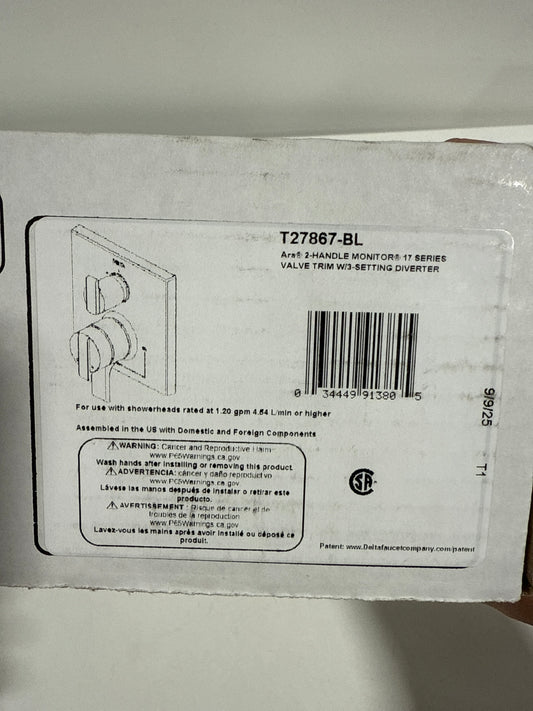 T27867-BL
Ara® 2-HANDLE MONITOR® 17 SERIES
VALVE TRIM W/3-SETTING DIVERTER
0 34449 91380 5
9/9/25 T1
For use with showerheads rated at 1.20 gpm 4.54 L/min or higher
Assembled in the US with Domestic and Foreign Components
⚠ WARNING: Cancer and Reproductive Harm-
www.P65Warnings.ca.gov
Wash hands after installing or removing this product.
⚠ ADVERTENCIA: cáncer y daño reproductivo
www.P65Warnings.ca.gov
Lávese las manos después de instalar o retirar este
producto.
⚠ AVERTISSEMENT : Risque de cancer et de
troubles de la reproduction
www.P65Warnings.ca.gov
Lavez-vous les mains après avoir installé ou déposé ce
produit.
Patent: www.Deltafaucetcompany.com/patent